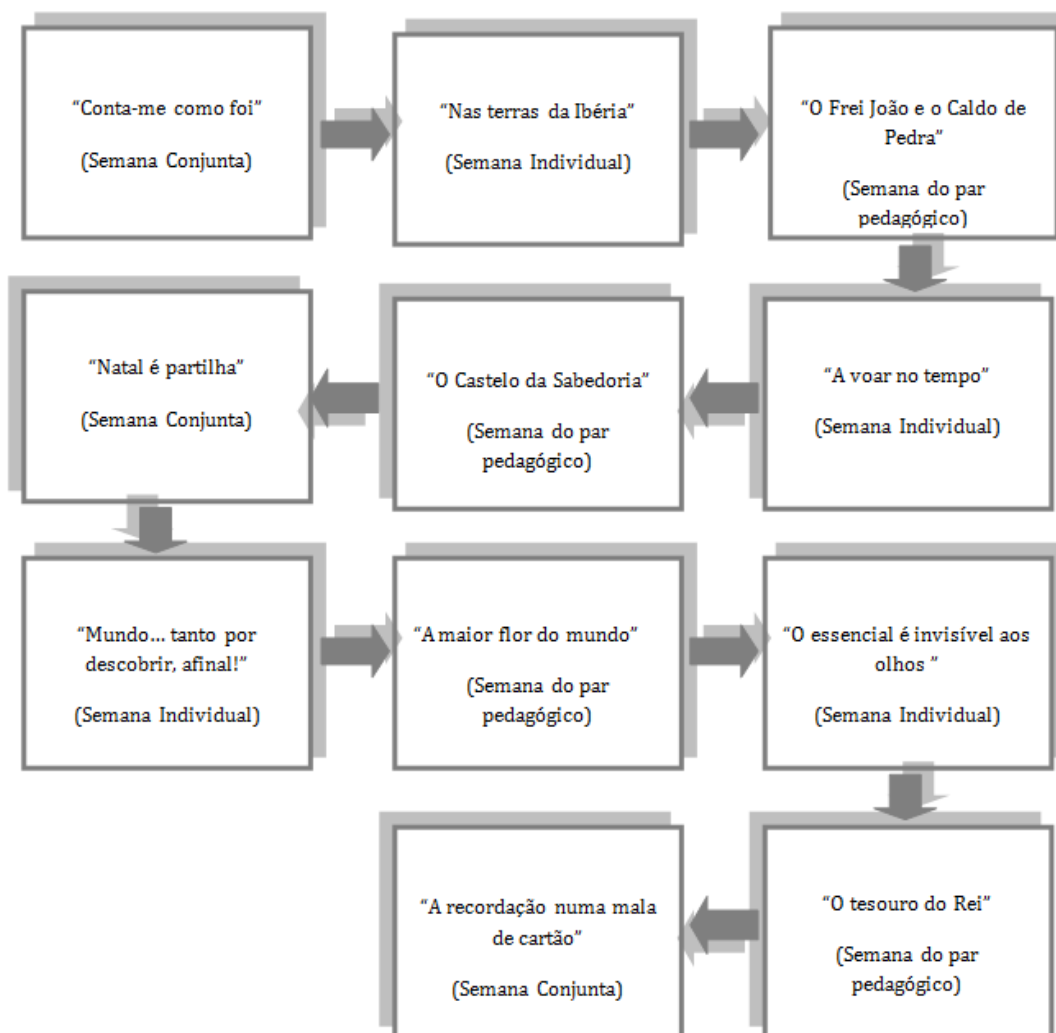 “Conta-me como foi”
(Semana Conjunta)
“Nas terras da Ibéria”
(Semana Individual)
“O Frei João e o Caldo de
Pedra”
(Semana do par
pedagógico)
“A voar no tempo”
(Semana Individual)
“O Castelo da Sabedoria”
(Semana do par
pedagógico)
“Natal é partilha”
(Semana Conjunta)
“Mundo... tanto por
descobrir, afinal!”
(Semana Individual)
“A maior flor do mundo”
(Semana do par
pedagógico)
“O essencial é invisível aos
olhos ”
(Semana Individual)
“O tesouro do Rei”
(Semana do par
pedagógico)
“A recordação numa mala
de cartão”
(Semana Conjunta)